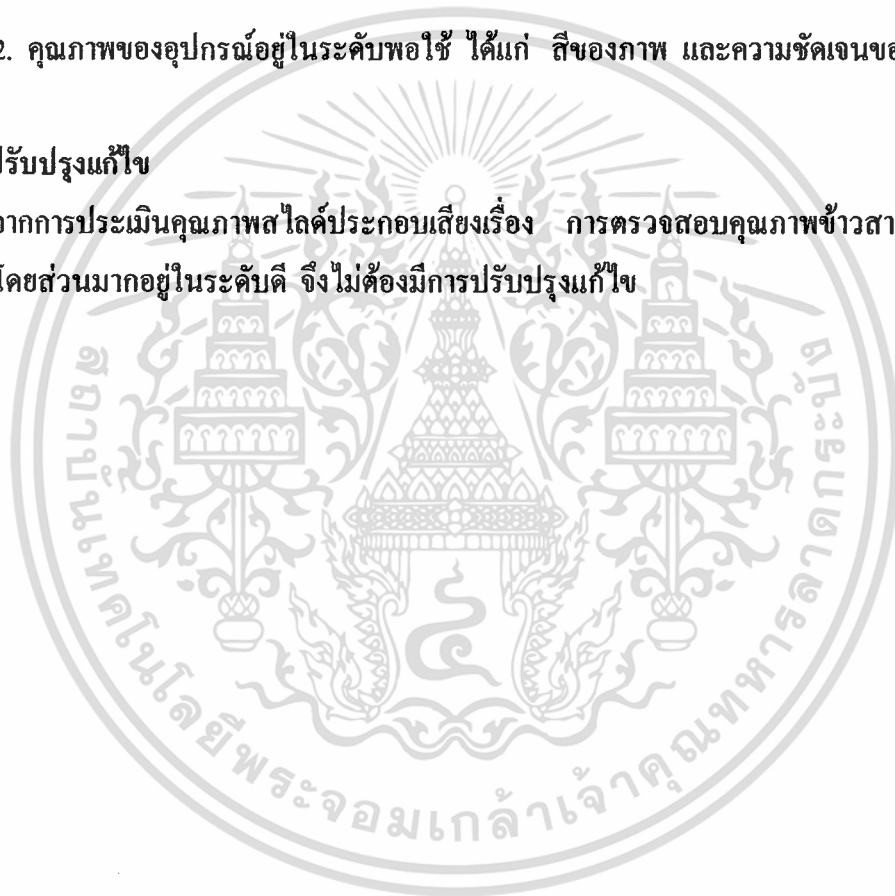 2. คุณภาพของอุปกรณ์อยู่ในระดับพอใช้ ได้แก่ สีของภาพ และความชัดเจนขอ
ปรับปรุงแก้ไข
จากการประเมินคุณภาพสไลด์ประกอบเสียงเรื่อง การตรวจสอบคุณภาพข้าวสา
โดยส่วนมากอยู่ในระดับดี จึงไม่ต้องมีการปรับปรุงแก้ไข
สถาบันเทคโนโลยีพระจอมเกล้าเจ้าคุณทหารลาดกระบัง